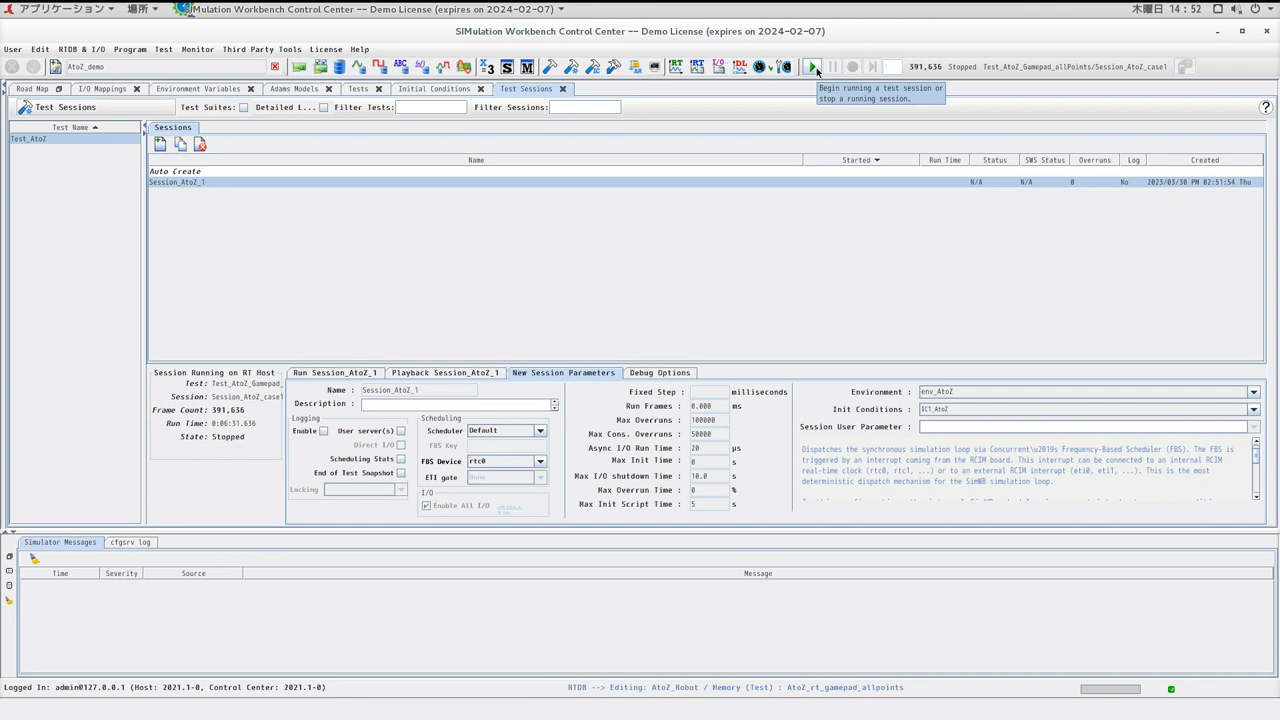 アプリケーション 場所 SIMulation Workbench Control Center -- Demo License (expires on 2024-02-07) 木曜日 14:52
SIMulation Workbench Control Center -- Demo License (expires on 2024-02-07)
User Edit RTDB & I/O Program Test Monitor Third Party Tools License Help
AtoZ_demo 391,636 Stopped Test_AtoZ_Gamepad_allPoints/Session_AtoZ_case1
Road Map I/O Mappings Environment Variables Adams Models Tests Initial Conditions Test Sessions
Begin running a test session or
stop a running session.
Test Sessions Test Suites: Detailed L... Filter Tests: Filter Sessions:
Test Name
Test_AtoZ
Sessions
Name Started Run Time Status SWS Status Overruns Log Created
Auto Create
Session_AtoZ_1 N/A N/A 0 No 2023/03/30 PM 02:51:54 Thu
Session Running on RT Host
Test: Test_AtoZ_Gamepad_
Session: Session_AtoZ_case1
Frame Count: 391,636
Run Time: 0:06:31.636
State: Stopped
Run Session_AtoZ_1 Playback Session_AtoZ_1 New Session Parameters Debug Options
Name : Session_AtoZ_1
Description :
Logging
Enable User server(s)
Direct I/O
Scheduling Stats
End of Test Snapshot
Locking
Scheduling
Scheduler Default
FBS Key
FBS Device rtc0
ETI gate None
I/O
Enable All I/O
Fixed Step : milliseconds
Run Frames : 0.000 ms
Max Overruns : 100000
Max Cons. Overruns : 50000
Async I/O Run Time : 20 µs
Max Init : 0 s
Max I/O shutdown Time : 10.0 s
Max Overrun Time : 0 %
Max Init Script Time : 5 s
Environment : env_AtoZ
Init Conditions : IC1_AtoZ
Session User Parameter :
Dispatches the synchronous simulation loop via Concurrent\u2019s Frequency-Based Scheduler (FBS). The FBS is
triggered by an interrupt coming from the RCIM board. This interrupt can be connected to an internal RCIM
real-time clock (rtc0, rtc1, ...) or to an external RCIM interrupt (eti0, eti1, ...). This is the most
deterministic dispatch mechanism for the SimWB simulation loop.
Simulator Messages cfgsrv log
Time Severity Source Message
Logged In: admin@127.0.0.1 (Host: 2021.1-0, Control Center: 2021.1-0) RTDB --> Editing: AtoZ_Robot / Memory (Test) : AtoZ_rt_gamepad_allpoints